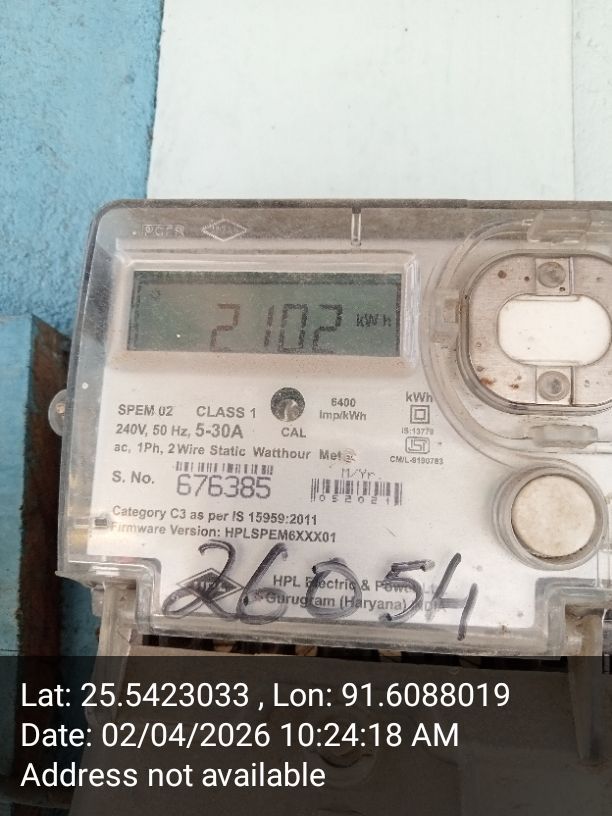 2102 kWh
SPEM 02 CLASS 1
6400 Imp/kWh
kWh
240V, 50 Hz, 5-30A
CAL
IS:13779
ac, 1Ph, 2 Wire Static Watthour Meter
CM/L-9190783
S. No. 676385
M/Yr.
052021
Category C3 as per IS 15959:2011
Firmware Version: HPLSPEM6XXX01
26054
HPL Electric & Power
Gurugram (Haryana) INDIA
Lat: 25.5423033 , Lon: 91.6088019
Date: 02/04/2026 10:24:18 AM
Address not available